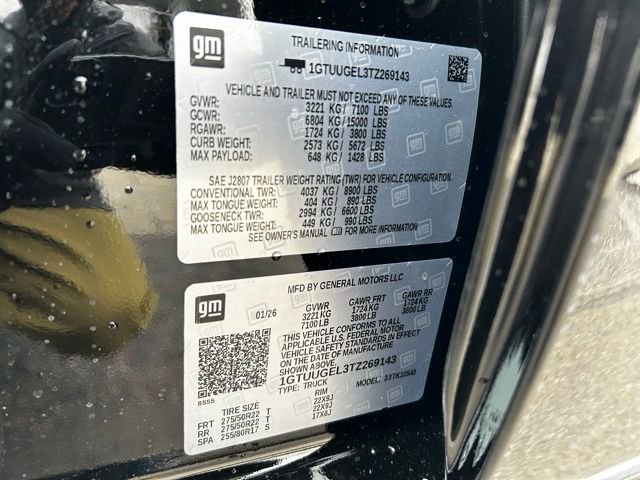 gm
TRAILERING INFORMATION
1GTUUGEL3TZ269143
VEHICLE AND TRAILER MUST NOT EXCEED ANY OF THESE VALUES.
GVWR: 3221 KG / 7100 LBS
GCWR: 6804 KG / 15000 LBS
RGAWR: 1724 KG / 3800 LBS
CURB WEIGHT: 2573 KG / 5672 LBS
MAX PAYLOAD: 648 KG / 1428 LBS
SAE J2807 TRAILER WEIGHT RATING (TWR) FOR VEHICLE CONFIGURATION.
CONVENTIONAL TWR: 4037 KG / 8900 LBS
MAX TONGUE WEIGHT: 404 KG / 890 LBS
GOOSENECK TWR: 2994 KG / 6600 LBS
MAX TONGUE WEIGHT: 449 KG / 990 LBS
SEE OWNER'S MANUAL FOR MORE INFORMATION
gm
MFD BY GENERAL MOTORS LLC
01/26 GVWR GAWR FRT GAWR RR
3221 KG 1724 KG 1724 KG
7100 LB 3800 LB 3800 LB
THIS VEHICLE CONFORMS TO ALL
APPLICABLE U.S. FEDERAL MOTOR
VEHICLE SAFETY STANDARDS IN EFFECT
ON THE DATE OF MANUFACTURE
SHOWN ABOVE.
1GTUUGEL3TZ269143
8555
TYPE: TRUCK MODEL: 33TK10543
TIRE SIZE RIM
FRT 275/50R22 T 22X9J
RR 275/50R22 T 22X9J
SPA 255/80R17 S 17X8J